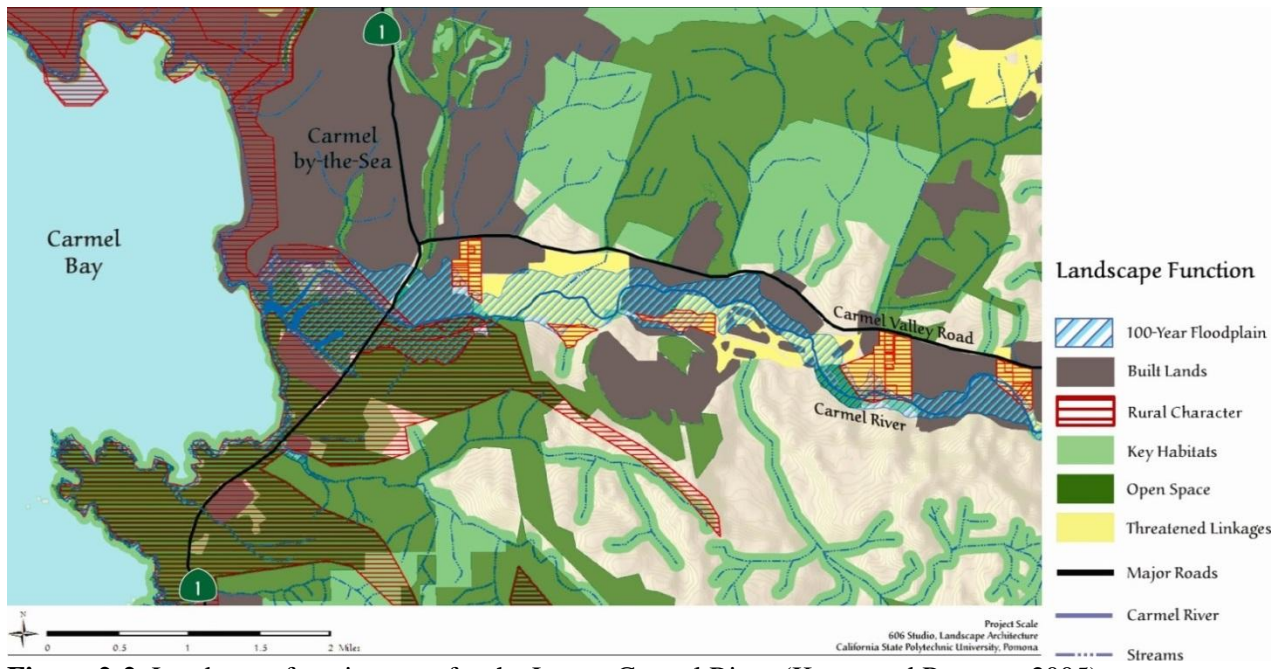 1
Carmel
by-the-Sea
Carmel
Bay
Carmel Valley Road
Carmel River
1
Landscape Function
100-Year Floodplain
Built Lands
Rural Character
Key Habitats
Open Space
Threatened Linkages
Major Roads
Carmel River
Streams
N
0 0.5 1 1.5 2 Miles
Project Scale
606 Studio, Landscape Architecture
California State Polytechnic University, Pomona